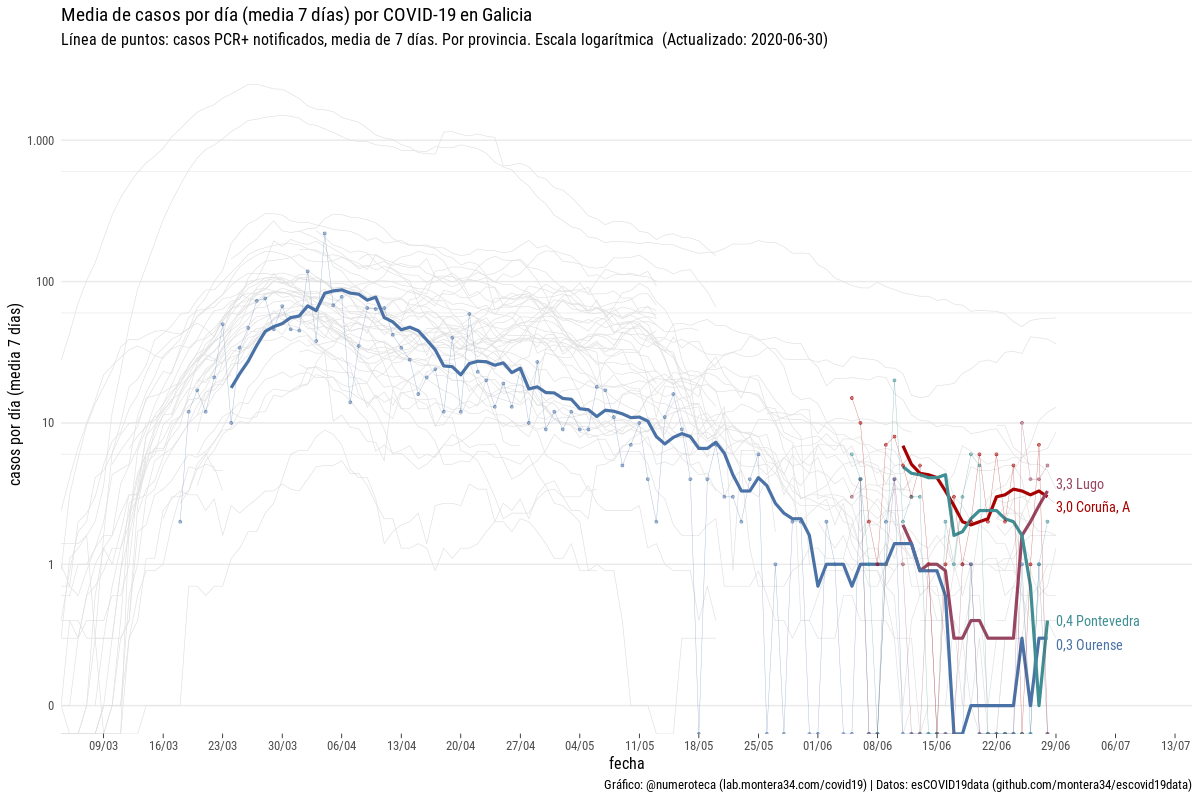 Media de casos por día (media 7 días) por COVID-19 en Galicia
Línea de puntos: casos PCR+ notificados, media de 7 días. Por provincia. Escala logarítmica (Actualizado: 2020-06-30)
casos por día (media 7 días)
1.000
100
10
1
0
3,3 Lugo
3,0 Coruña, A
0,4 Pontevedra
0,3 Ourense
09/03 16/03 23/03 30/03 06/04 13/04 20/04 27/04 04/05 11/05 18/05 25/05 01/06 08/06 15/06 22/06 29/06 06/07 13/07
fecha
Gráfico: @numeroteca (lab.montera34.com/covid19) | Datos: esCOVID19data (github.com/montera34/escovid19data)